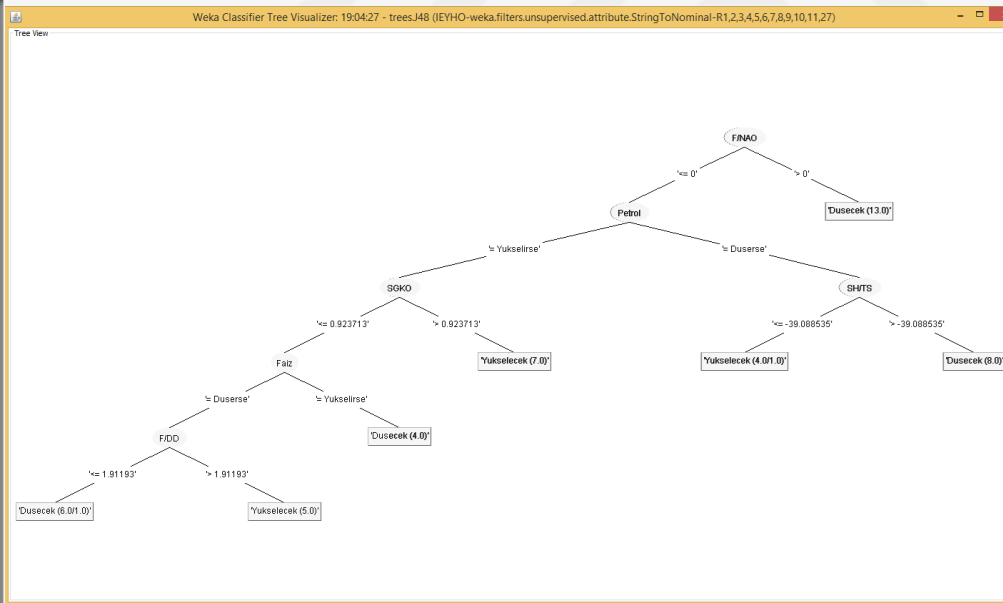 Weka Classifier Tree Visualizer: 19:04:27 - trees.J48 (IEYHO-weka.filters.unsupervised.attribute.StringToNominal-R1,2,3,4,5,6,7,8,9,10,11,27)
Tree View
F/NAO
'<= 0' '> 0'
Petrol 'Dusecek (13.0)'
'= Yukselirse' '= Duserse'
SGKO SH/TS
'<= 0.923713' '> 0.923713' '<= -39.088535' '> -39.088535'
Faiz 'Yukselecek (7.0)' 'Yukselecek (4.0/1.0)' 'Dusecek (8.0)'
'= Duserse' '= Yukselirse'
F/DD 'Dusecek (4.0)'
'<= 1.91193' '> 1.91193'
'Dusecek (6.0/1.0)' 'Yukselecek (5.0)'